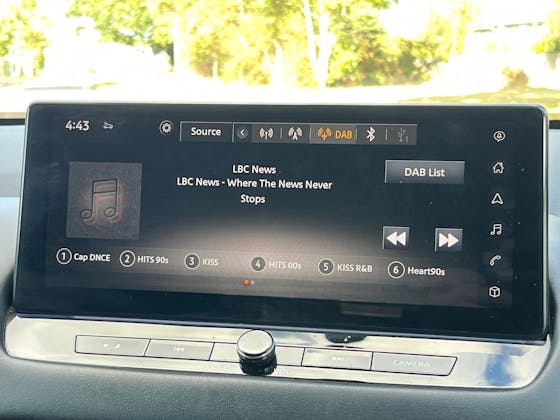 4:43
Source
DAB
LBC News
LBC News - Where The News Never
Stops
DAB List
1 Cap DNCE
2 HITS 90s
3 KISS
4 HITS 00s
5 KISS R&B
6 Heart90s
CAMERA